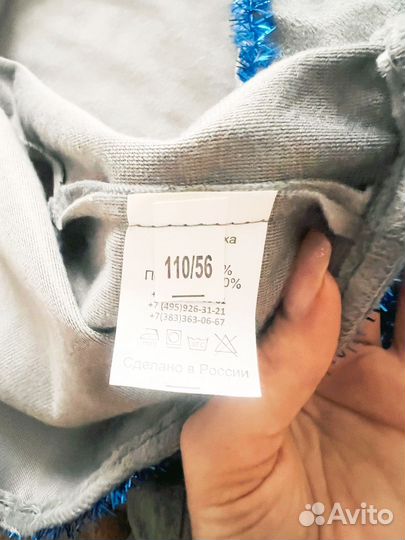 110/56
+7 (495)926-31-21
+7(383)363-06-67
Сделано в России
Avito